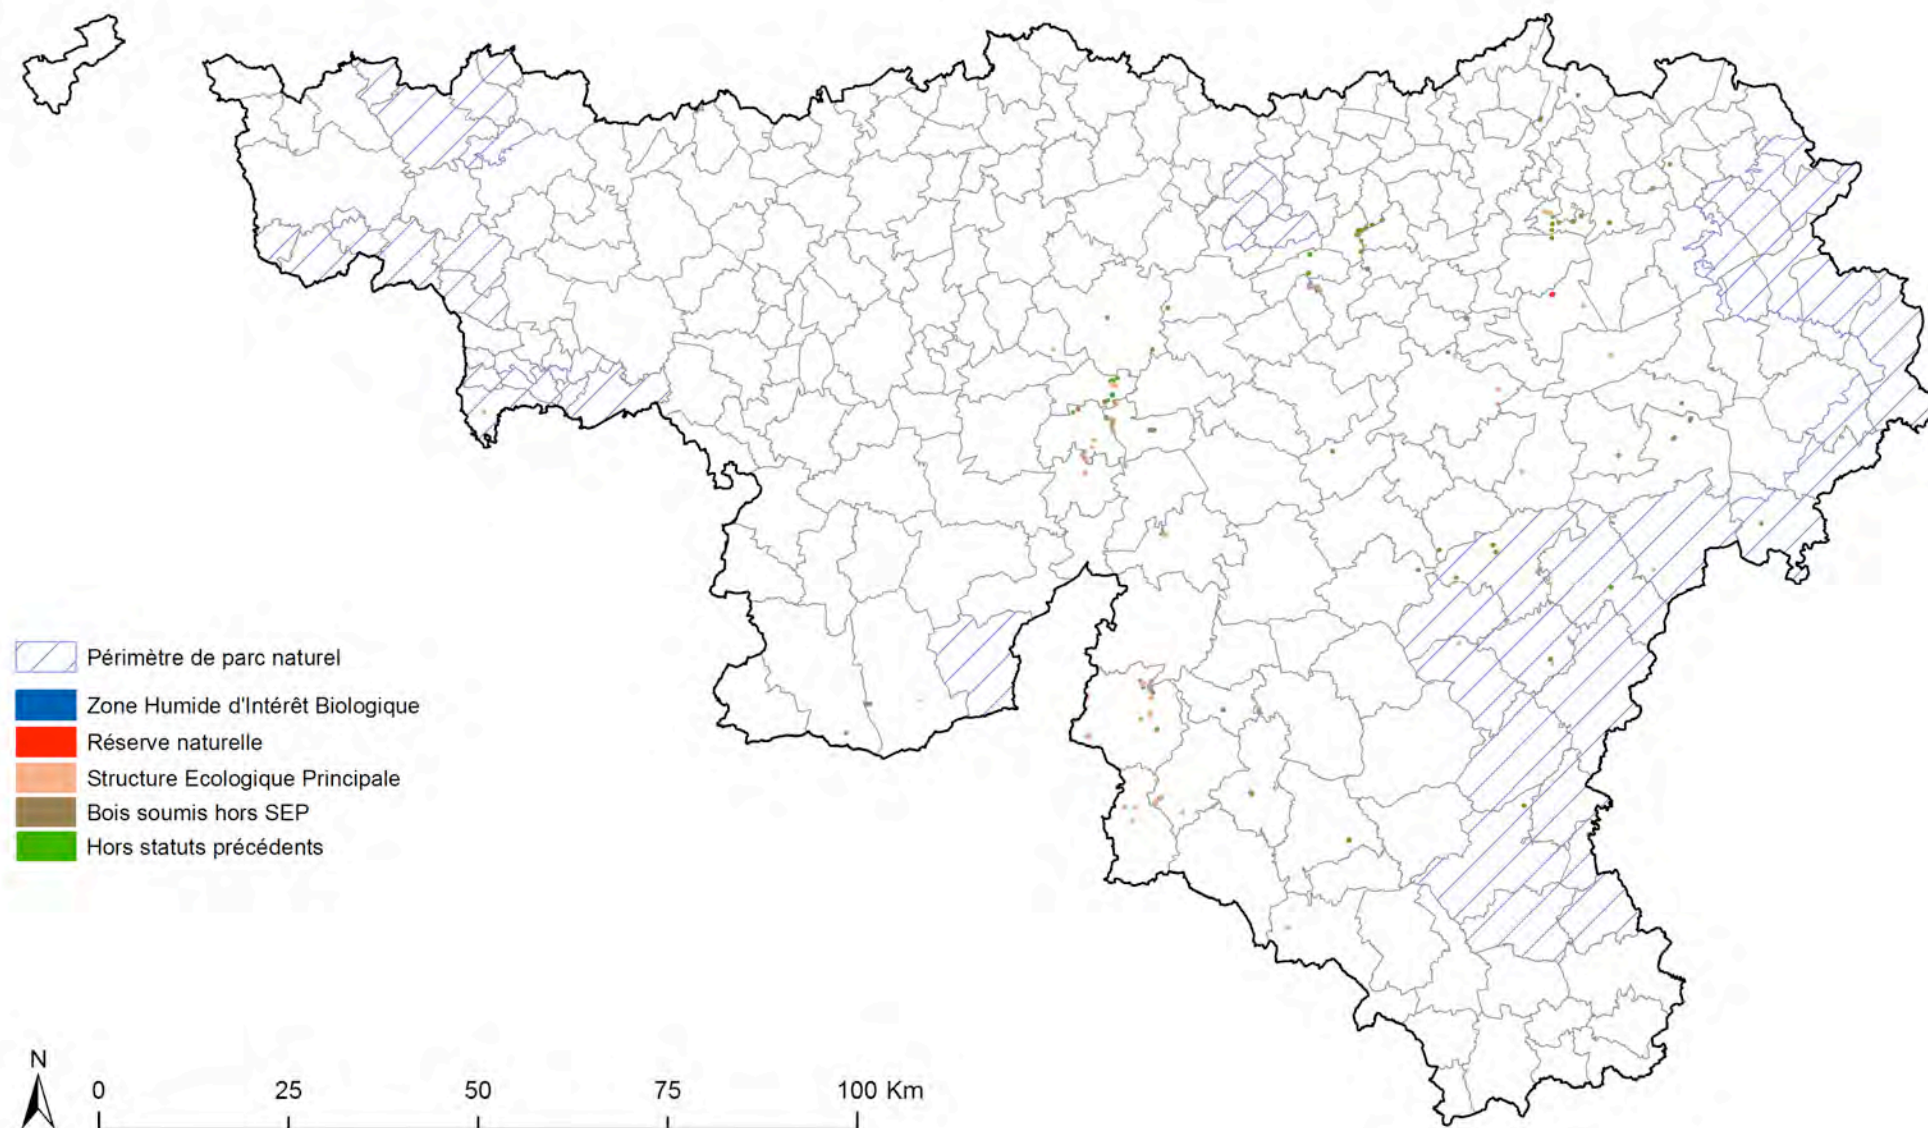 Périmètre de parc naturel
Zone Humide d'Intérêt Biologique
Réserve naturelle
Structure Ecologique Principale
Bois soumis hors SEP
Hors statuts précédents
N
0 25 50 75 100 Km